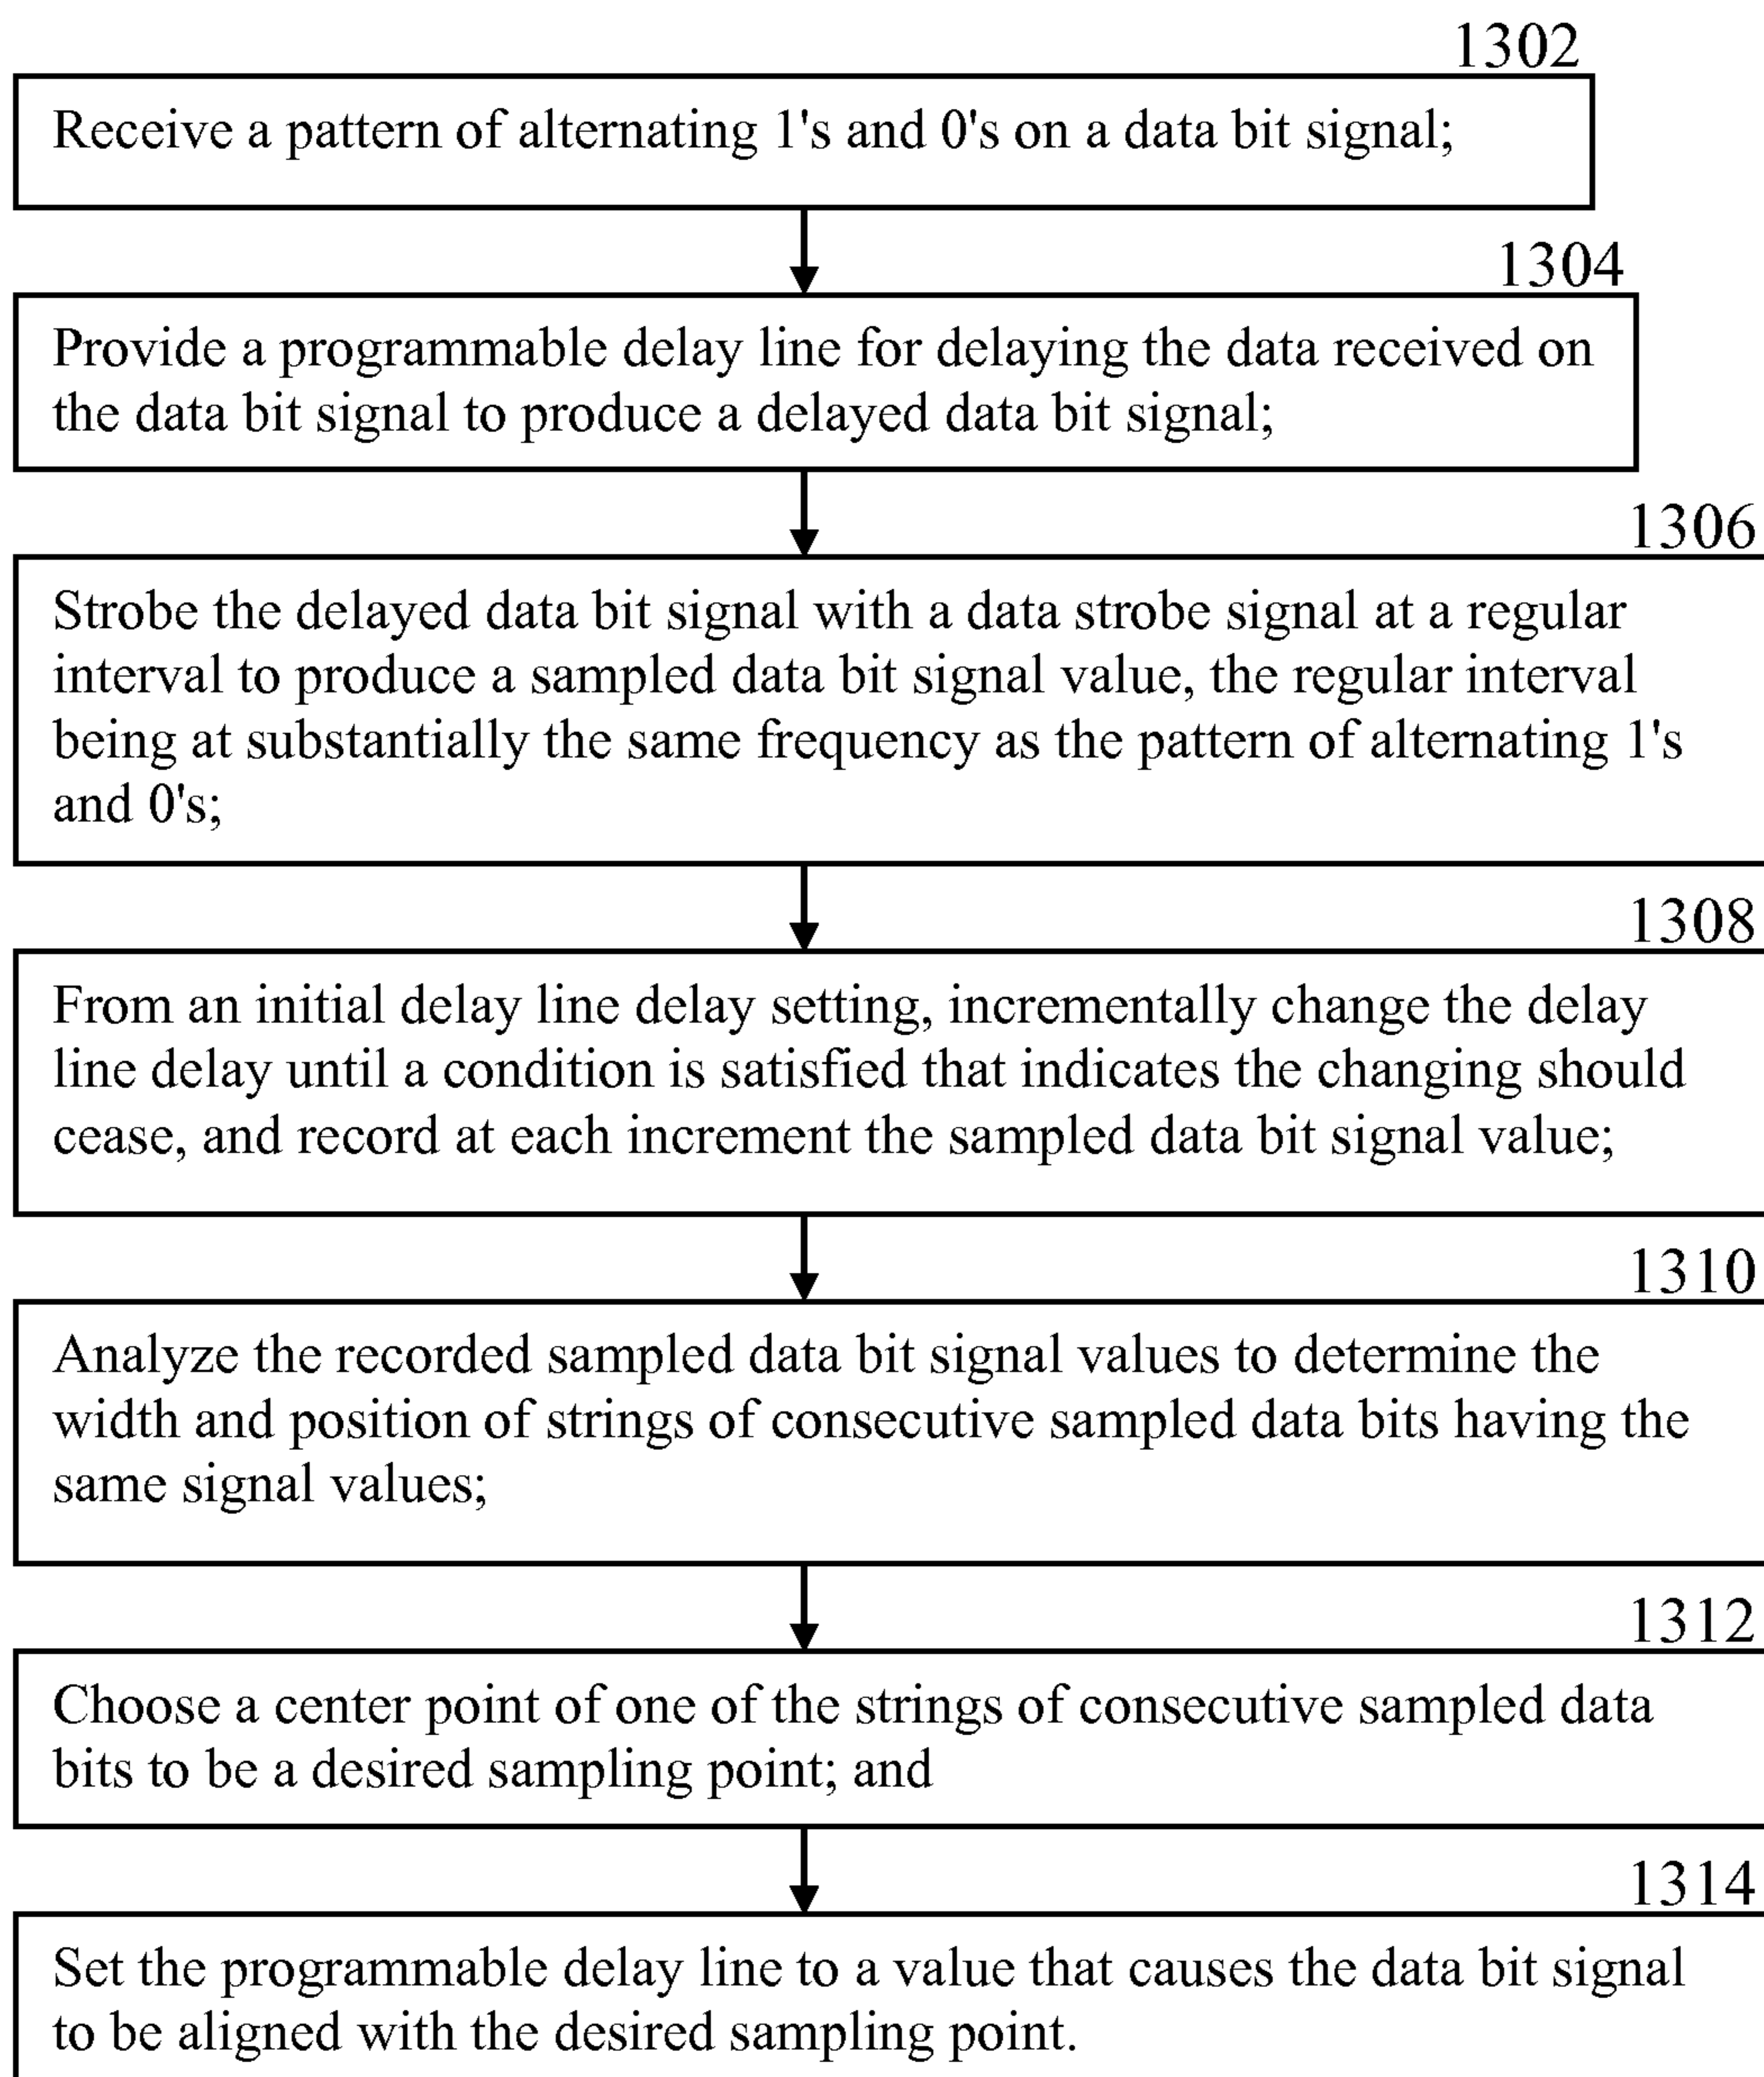 1302
Receive a pattern of alternating 1's and 0's on a data bit signal;
1304
Provide a programmable delay line for delaying the data received on
the data bit signal to produce a delayed data bit signal;
1306
Strobe the delayed data bit signal with a data strobe signal at a regular
interval to produce a sampled data bit signal value, the regular interval
being at substantially the same frequency as the pattern of alternating 1's
and 0's;
1308
From an initial delay line delay setting, incrementally change the delay
line delay until a condition is satisfied that indicates the changing should
cease, and record at each increment the sampled data bit signal value;
1310
Analyze the recorded sampled data bit signal values to determine the
width and position of strings of consecutive sampled data bits having the
same signal values;
1312
Choose a center point of one of the strings of consecutive sampled data
bits to be a desired sampling point; and
1314
Set the programmable delay line to a value that causes the data bit signal
to be aligned with the desired sampling point.